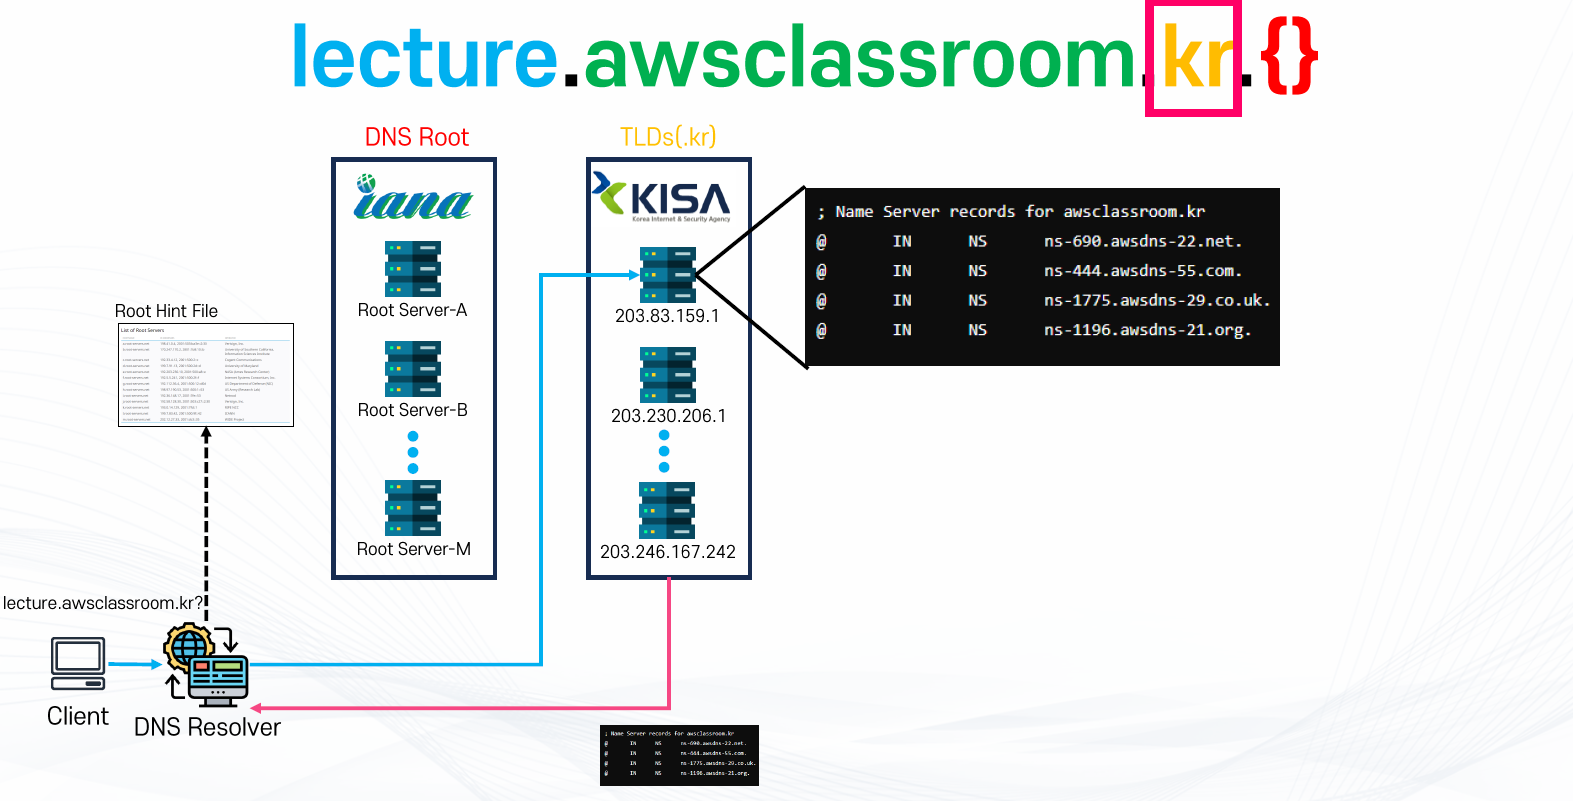 lecture.awsclassroom.kr.{}
DNS Root
TLDs(.kr)
iana
KISA
Korea Internet & Security Agency
; Name Server records for awsclassroom.kr
@ IN NS ns-690.awsdns-22.net.
@ IN NS ns-444.awsdns-55.com.
@ IN NS ns-1775.awsdns-29.co.uk.
@ IN NS ns-1196.awsdns-21.org.
Root Server-A
203.83.159.1
Root Hint File
List of Root Servers
Root Server-B
203.230.206.1
Root Server-M
203.246.167.242
lecture.awsclassroom.kr?
Client
DNS Resolver
; Name Server records for awsclassroom.kr
@ IN NS ns-690.awsdns-22.net.
@ IN NS ns-444.awsdns-55.com.
@ IN NS ns-1775.awsdns-29.co.uk.
@ IN NS ns-1196.awsdns-21.org.